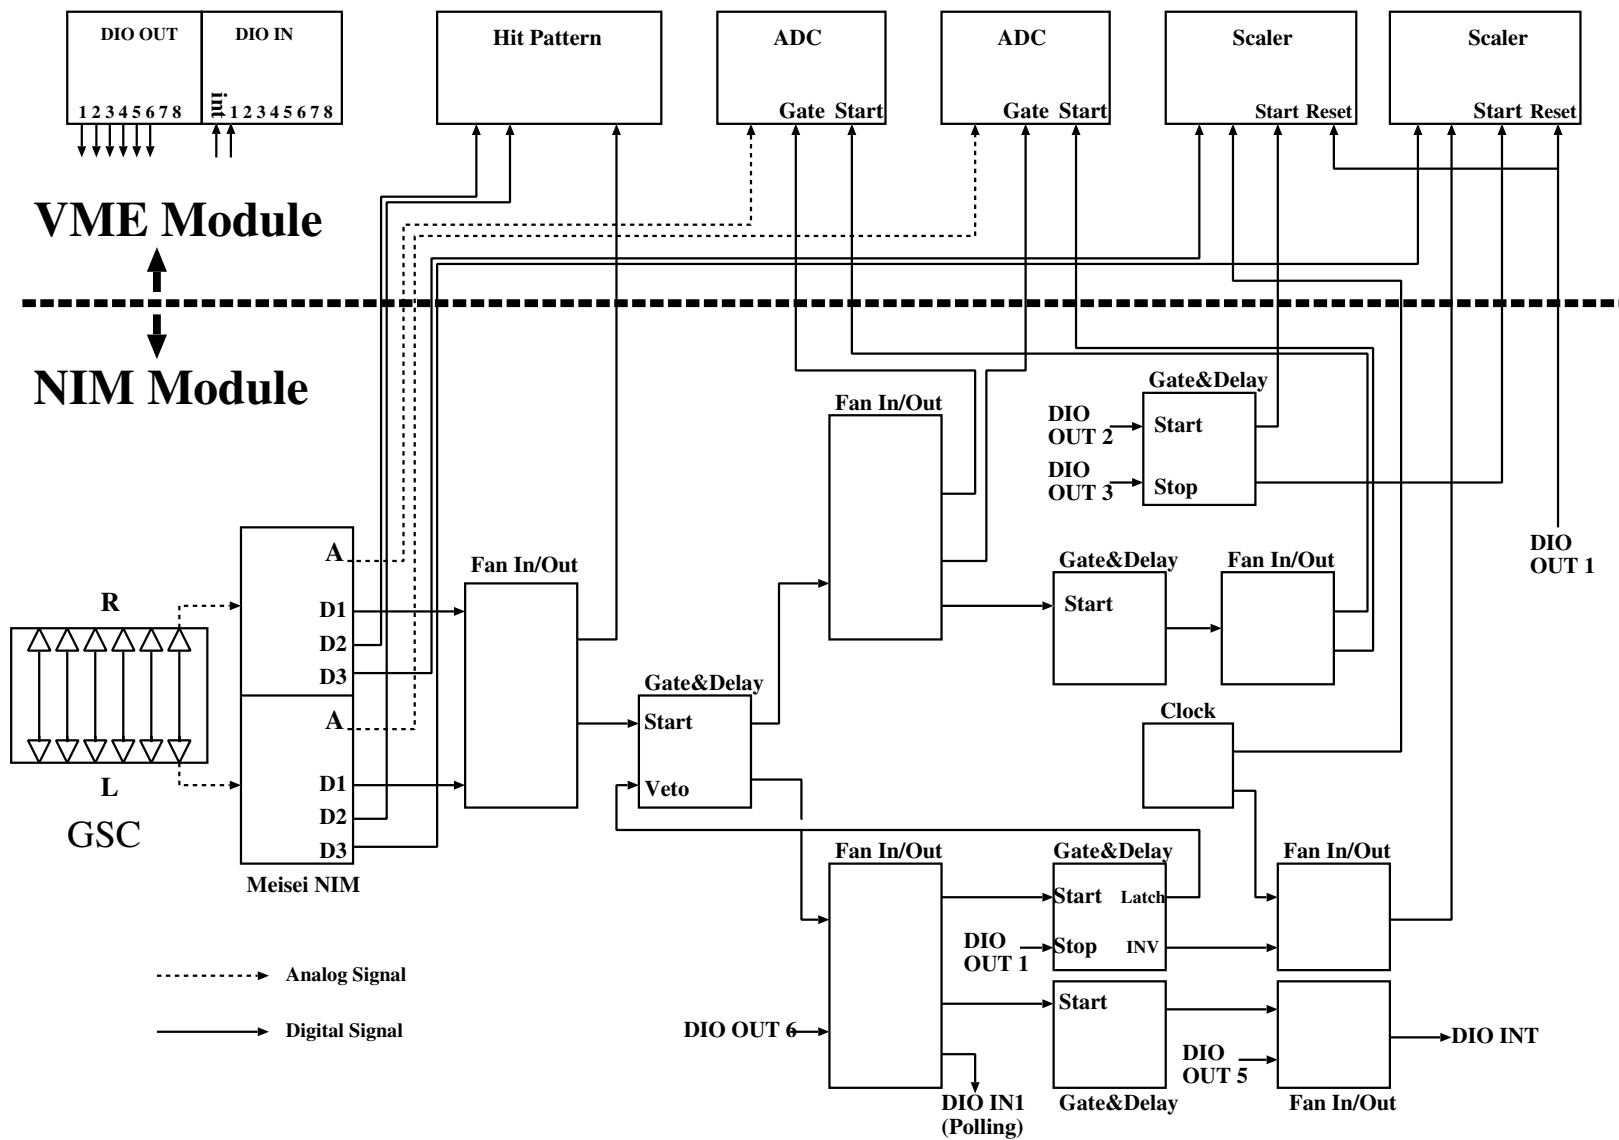 DIO OUT
DIO IN
1 2 3 4 5 6 7 8
int
1 2 3 4 5 6 7 8
Hit Pattern
ADC
Gate Start
ADC
Gate Start
Scaler
Start Reset
Scaler
Start Reset
VME Module
NIM Module
Gate&Delay
DIO
OUT 2
Start
DIO
OUT 3
Stop
Fan In/Out
DIO
OUT 1
A
D1
D2
D3
A
D1
D2
D3
Meisei NIM
R
L
GSC
Fan In/Out
Gate&Delay
Start
Veto
Gate&Delay
Start
Fan In/Out
Clock
Fan In/Out
Gate&Delay
Start
Latch
DIO
OUT 1
Stop
INV
Fan In/Out
Analog Signal
Digital Signal
DIO OUT 6
Start
Gate&Delay
DIO
OUT 5
DIO INT
Fan In/Out
DIO IN1
(Polling)